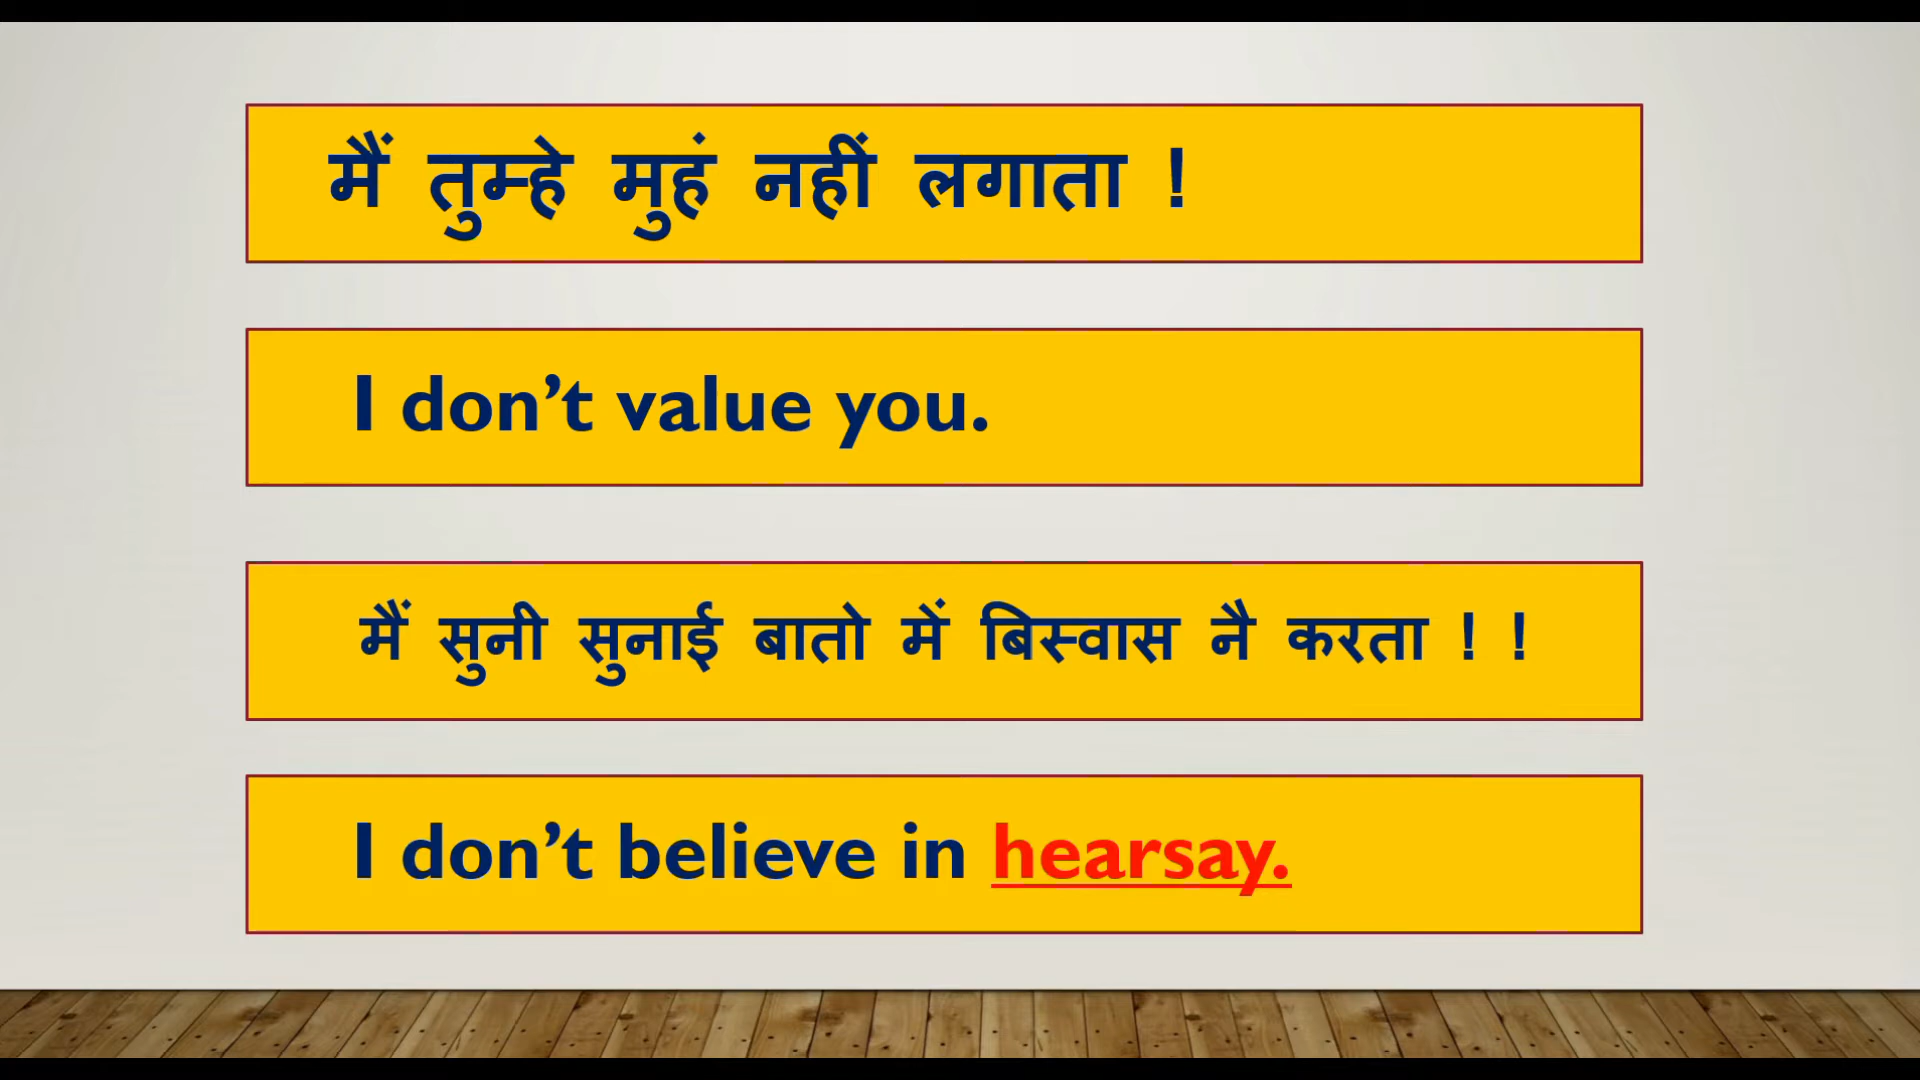 मैं तुम्हे मुहं नहीं लगाता !
I don’t value you.
मैं सुनी सुनाई बातो में बिस्वास नै करता ! !
I don’t believe in hearsay.